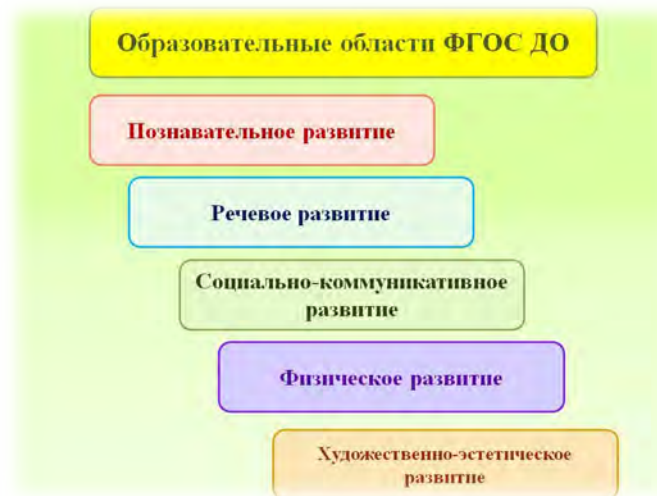 Образовательные области ФГОС ДО
Познавательное развитие
Речевое развитие
Социально-коммуникативное
развитие
Физическое развитие
Художественно-эстетическое
развитие